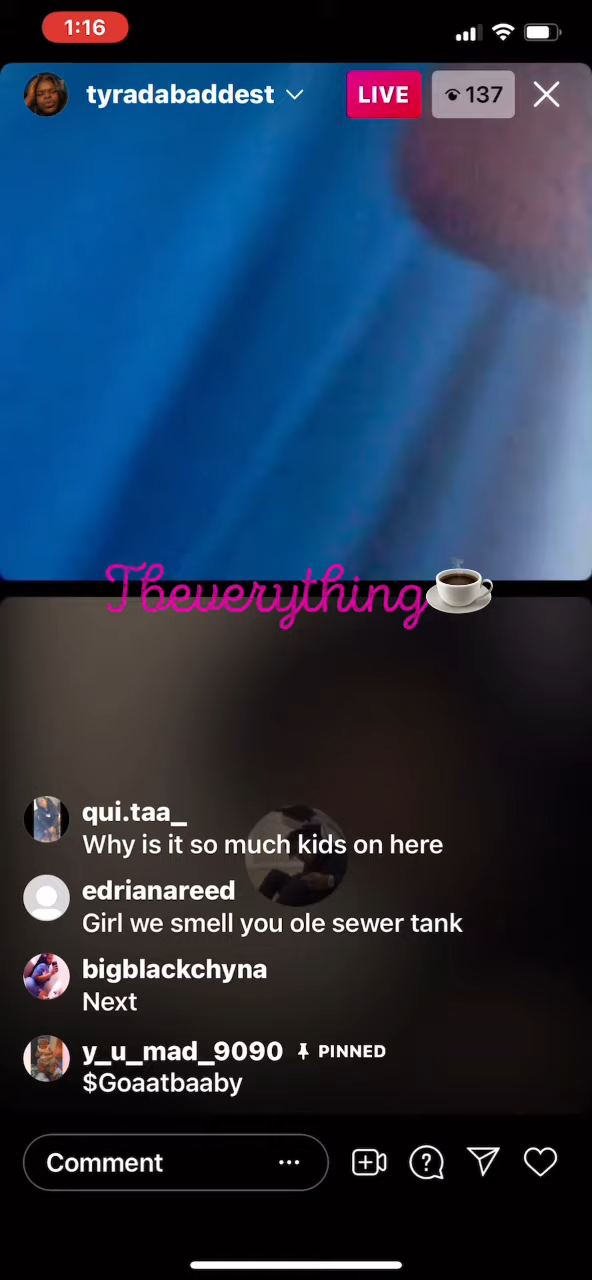 1:16
tyradabaddest
LIVE
137
Tbeverything
qui.taa_
Why is it so much kids on here
edrianareed
Girl we smell you ole sewer tank
bigblackchyna
Next
y_u_mad_9090 PINNED
$Goaatbaaby
Comment